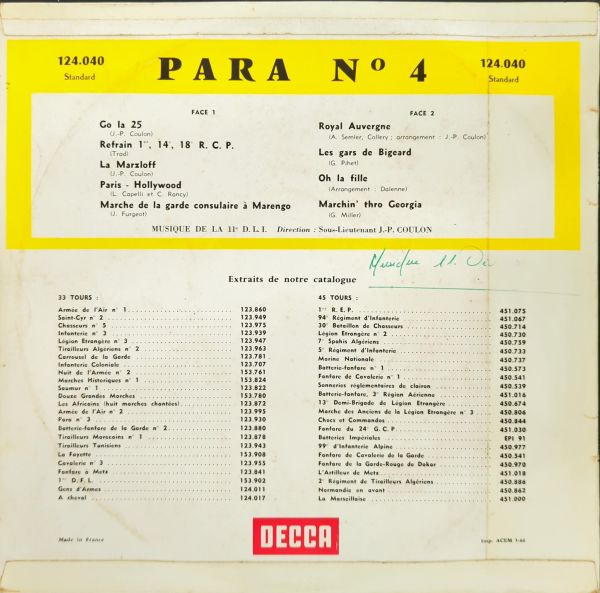 124.040
Standard
PARA Nº 4
124.040
Standard
FACE 1
Go la 25
(J.-P. Coulon)
Refrain 1er, 14e, 18e R. C. P.
(Trad)
La Marzloff
(J.-P. Coulon)
Paris - Hollywood
(L. Capelli et C. Rancy)
Marche de la garde consulaire à Marengo
(J. Furgeot)
FACE 2
Royal Auvergne
(A. Semler, Collery ; arrangement : J.-P. Coulon)
Les gars de Bigeard
(G. Pihet)
Oh la fille
(Arrangement : Dalenne)
Marchin' thro Georgia
(G. Miller)
MUSIQUE DE LA 11e D. L. I. Direction : Sous-Lieutenant J.-P. COULON
Musique 11.
Extraits de notre catalogue
33 TOURS :
Armée de l'Air n° 1 123.860
Saint-Cyr n° 2 123.949
Chasseurs n° 5 123.975
Infanterie n° 3 123.939
Légion Etrangère n° 3 123.947
Tirailleurs Algériens n° 2 123.963
Carrousel de la Garde 123.781
Infanterie Coloniale 123.707
Nuit de l'Armée n° 2 153.761
Marches Historiques n° 1 153.824
Saumur n° 1 123.822
Douze Grandes Marches 153.780
Les Africains (huit marches chantées) 123.872
Armée de l'Air n° 2 123.995
Para n° 3 123.930
Batterie-fanfare de la Garde n° 2 123.880
Tirailleurs Marocains n° 1 123.878
Tirailleurs Tunisiens 123.943
La Fayette 153.908
Cavalerie n° 3 123.955
Fanfare à Metz 123.841
1re D. F. L. 153.902
Gens d'Armes 124.011
A cheval 124.017
45 TOURS :
1er R. E. P. 451.075
94e Régiment d'Infanterie 451.067
30e Bataillon de Chasseurs 450.714
Légion Etrangère n° 2 450.730
7e Spahis Algériens 450.759
5e Régiment d'Infanterie 450.733
Marine Nationale 450.737
Batterie-fanfare n° 1 450.573
Fanfare de Cavalerie n° 1 450.541
Sonneries réglementaires de clairon 450.539
Batterie-fanfare, 3e Région Aérienne 451.016
13e Demi-Brigade de Légion Etrangère 450.674
Marche des Anciens de la Légion Etrangère n° 3 450.806
Chocs et Commandos 450.844
Fanfare du 24e G. C. P 451.030
Batteries Impériales EPI 91
99e d'Infanterie Alpine 450.977
Fanfare de Cavalerie de la Garde 450.541
Fanfare de la Garde-Rouge de Dakar 450.970
L'Artilleur de Metz 451.018
2e Régiment de Tirailleurs Algériens 450.886
Normandie en avant 450.862
La Marseillaise 451.000
Made in France
DECCA
Imp. ACEM 1-61